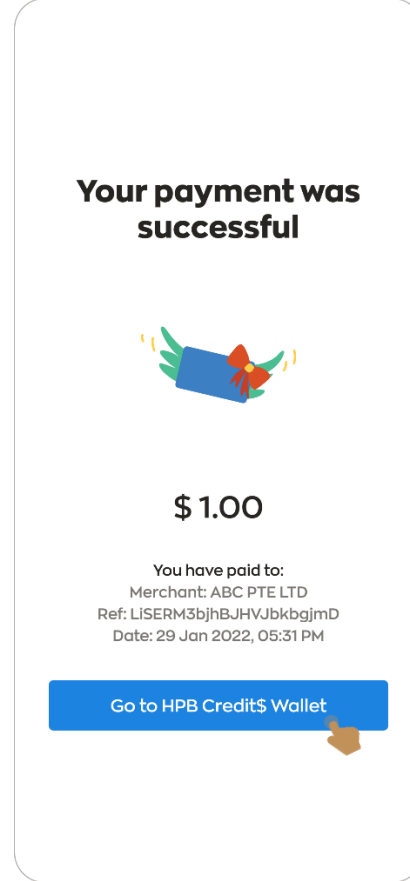 Your payment was
successful
$ 1.00
You have paid to:
Merchant: ABC PTE LTD
Ref: LiSERM3bjhBJHVJbkbgjmD
Date: 29 Jan 2022, 05:31 PM
Go to HPB Credit$ Wallet